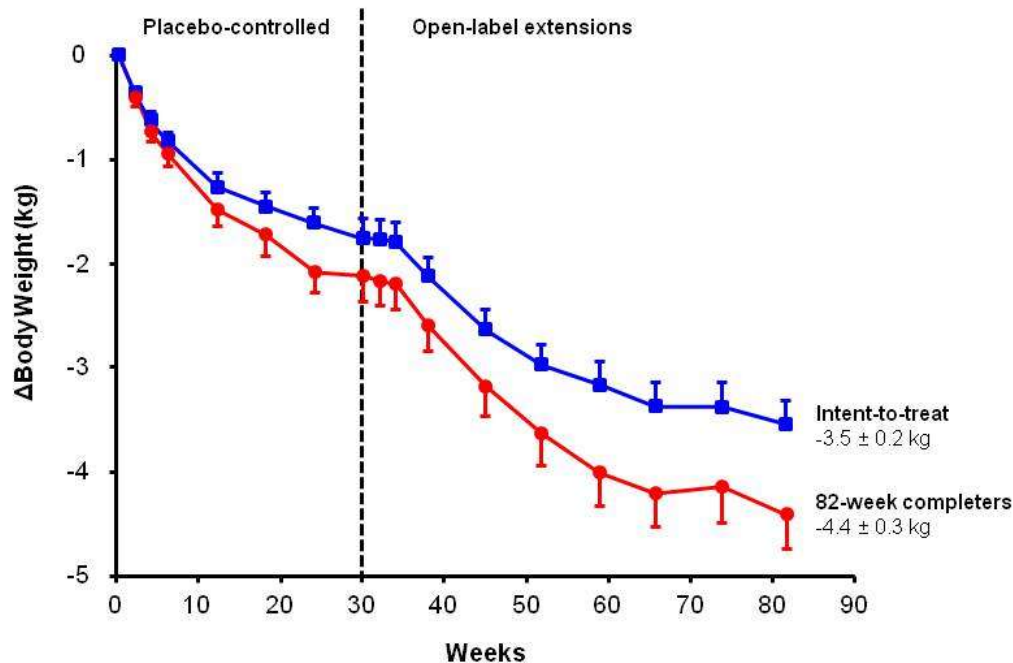 Placebo-controlled
Open-label extensions
0
-1
-2
-3
-4
-5
ΔBodyWeight (kg)
Intent-to-treat
-3.5 ± 0.2 kg
82-week completers
-4.4 ± 0.3 kg
0 10 20 30 40 50 60 70 80 90
Weeks